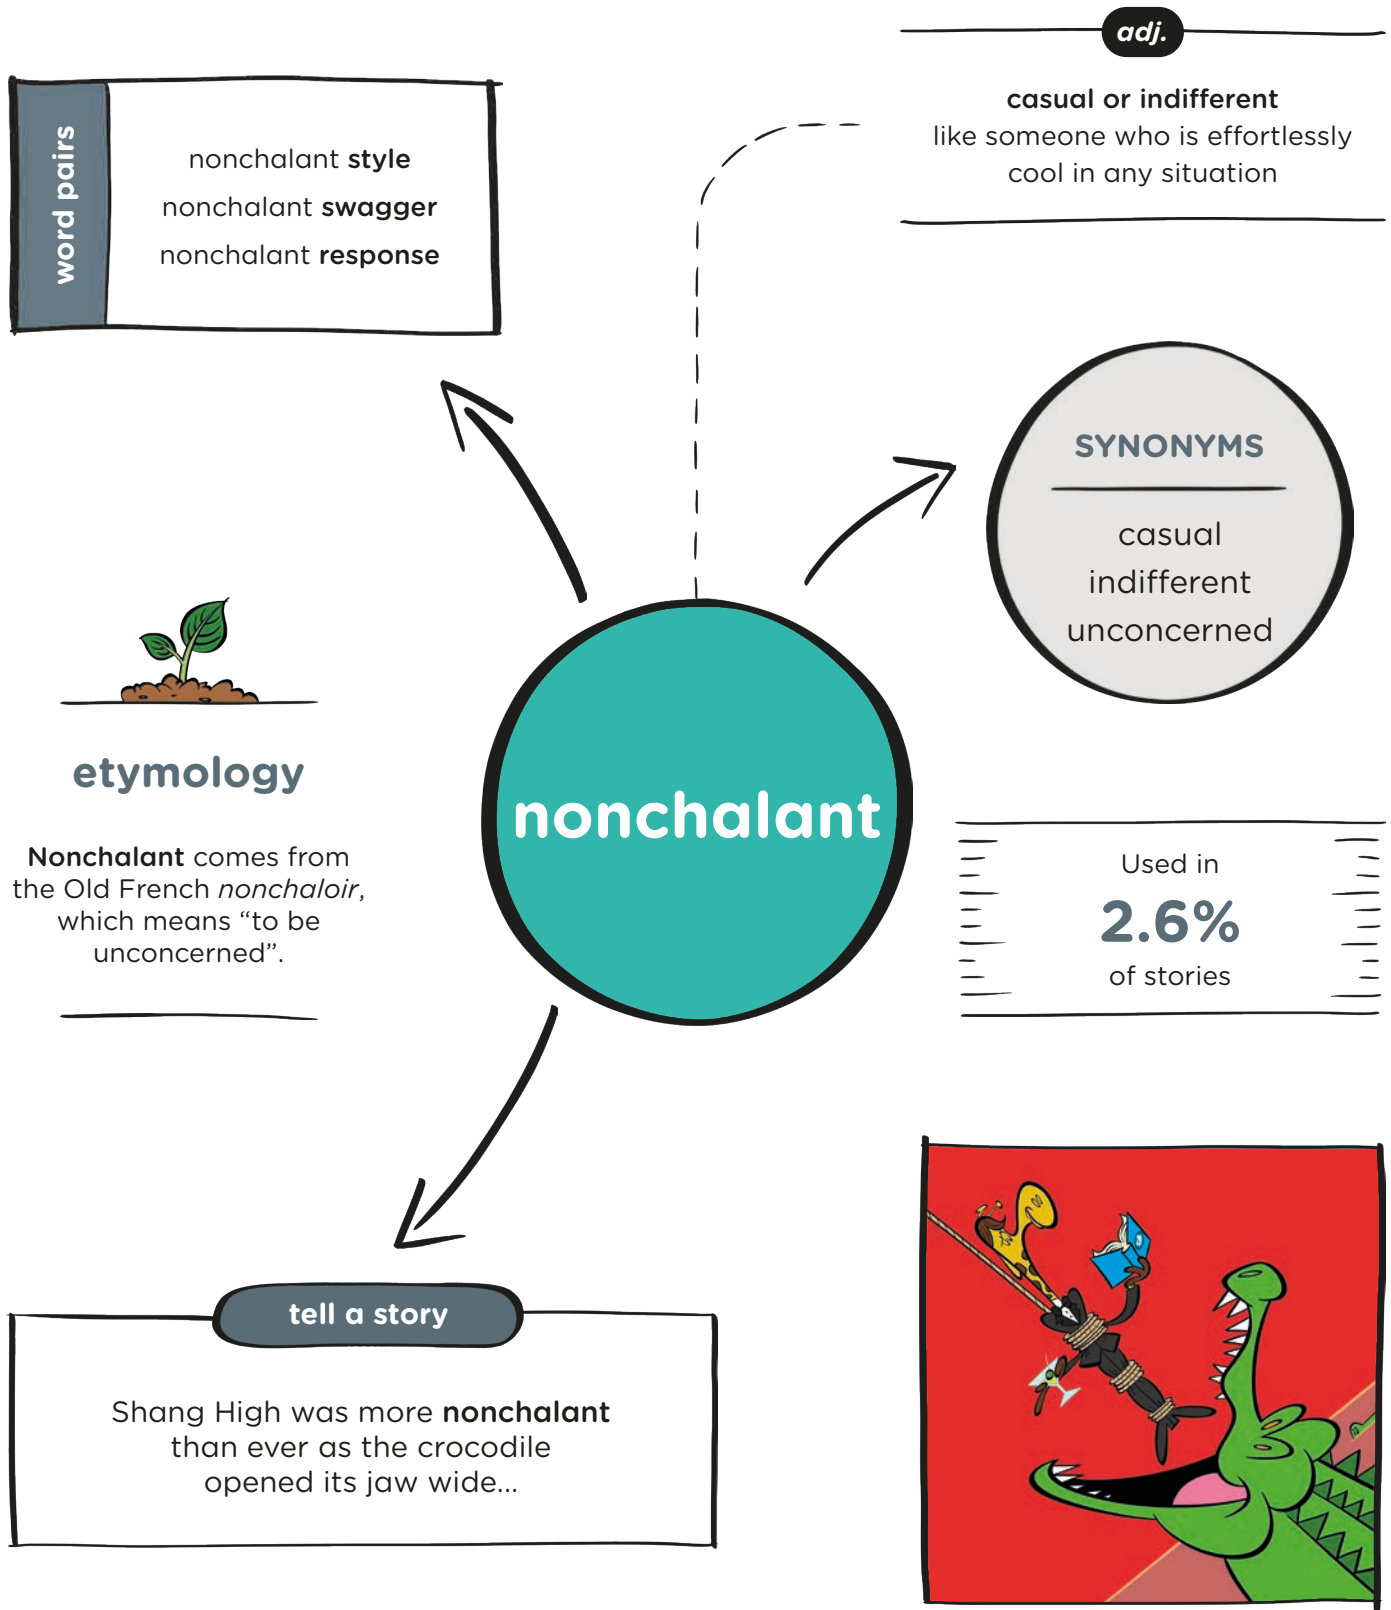 adj.
casual or indifferent
like someone who is effortlessly
cool in any situation
word pairs
nonchalant style
nonchalant swagger
nonchalant response
SYNONYMS
casual
indifferent
unconcerned
etymology
Nonchalant comes from
the Old French nonchaloir,
which means “to be
unconcerned”.
nonchalant
Used in
2.6%
of stories
tell a story
Shang High was more nonchalant
than ever as the crocodile
opened its jaw wide...